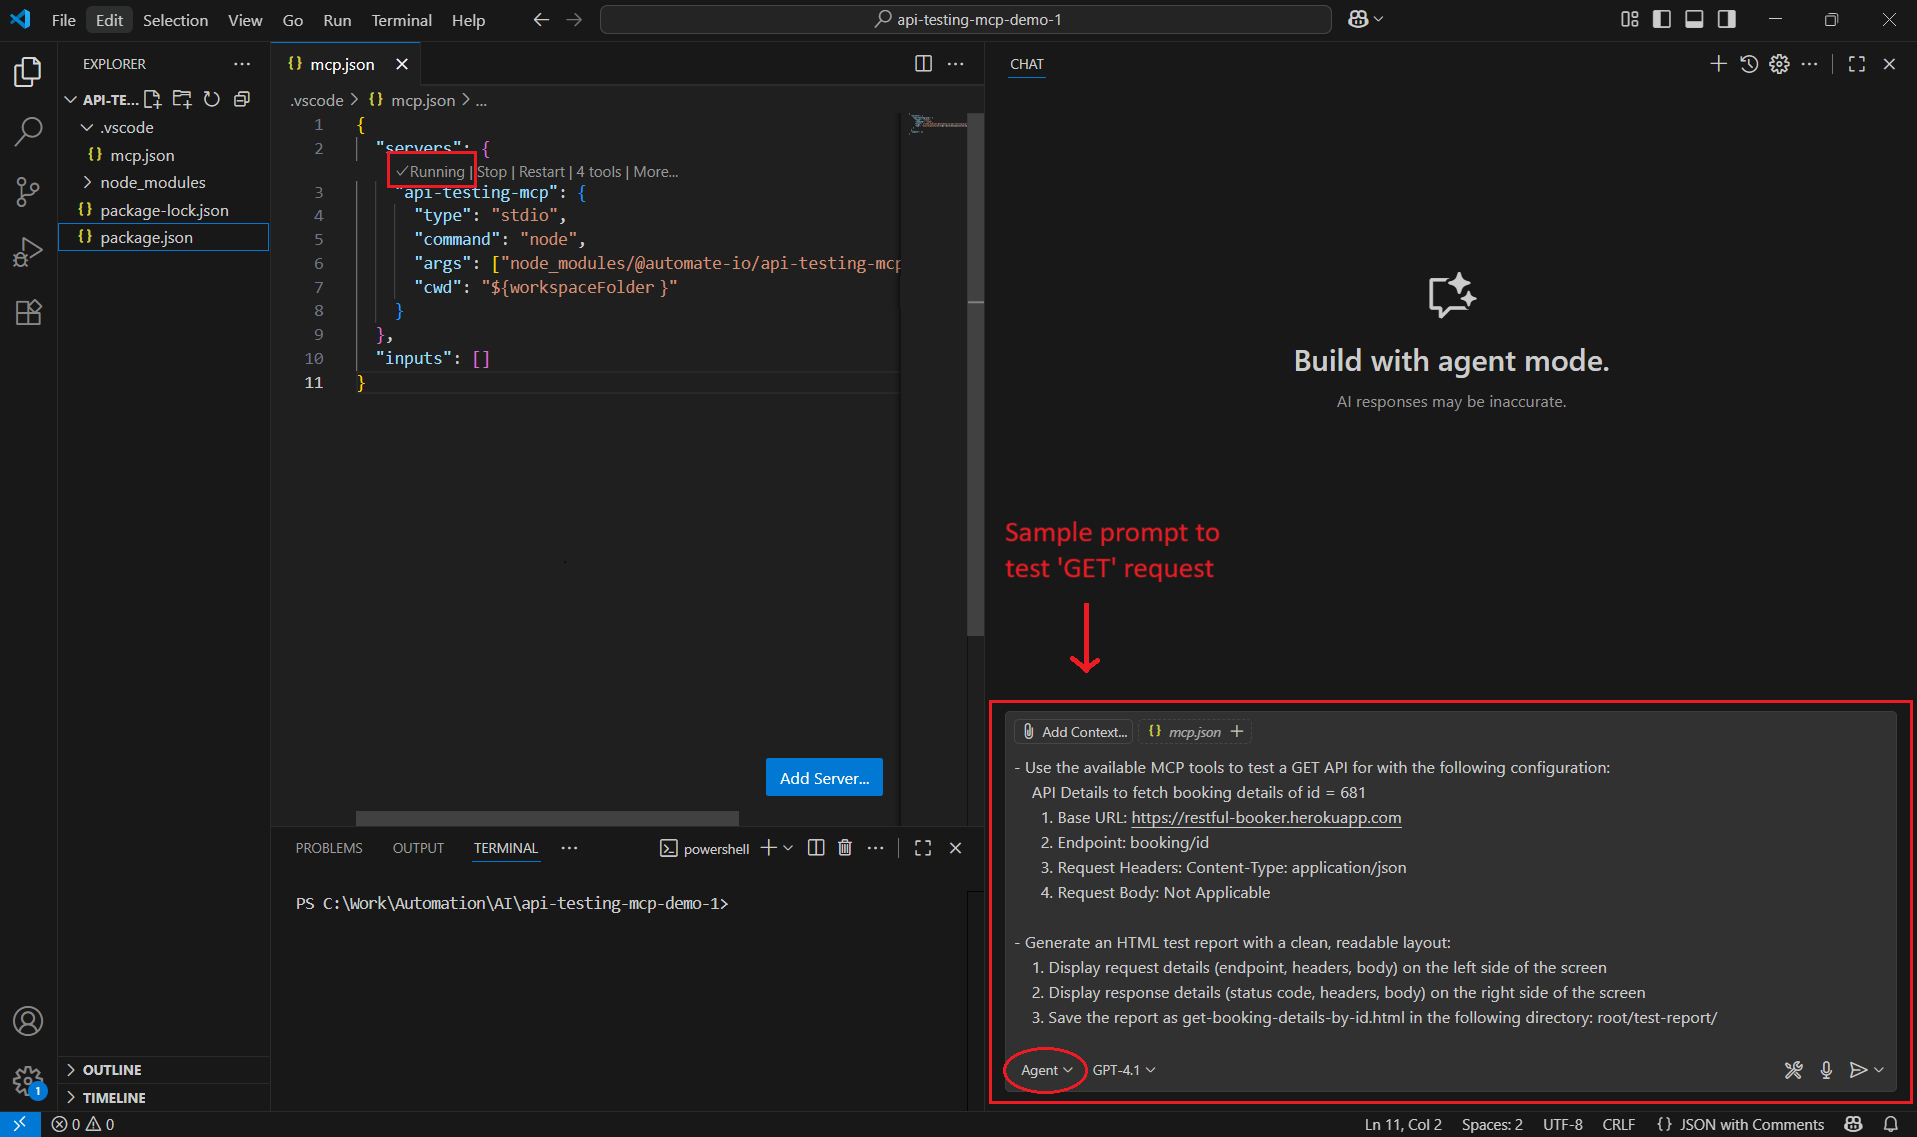 File Edit Selection View Go Run Terminal Help
api-testing-mcp-demo-1
EXPLORER
API-TE...
.vscode
{} mcp.json
node_modules
{} package-lock.json
{} package.json
OUTLINE
TIMELINE
{} mcp.json
.vscode > {} mcp.json > ...
1 {
2 "servers": {
✓Running | Stop | Restart | 4 tools | More...
3 "api-testing-mcp": {
4 "type": "stdio",
5 "command": "node",
6 "args": ["node_modules/@automate-io/api-testing-mcp
7 "cwd": "${workspaceFolder}"
8 }
9 },
10 "inputs": []
11 }
Add Server...
PROBLEMS OUTPUT TERMINAL ...
powershell
PS C:\Work\Automation\AI\api-testing-mcp-demo-1>
CHAT
Build with agent mode.
AI responses may be inaccurate.
Sample prompt to
test 'GET' request
Add Context... {} mcp.json +
- Use the available MCP tools to test a GET API for with the following configuration:
API Details to fetch booking details of id = 681
1. Base URL: https://restful-booker.herokuapp.com
2. Endpoint: booking/id
3. Request Headers: Content-Type: application/json
4. Request Body: Not Applicable
- Generate an HTML test report with a clean, readable layout:
1. Display request details (endpoint, headers, body) on the left side of the screen
2. Display response details (status code, headers, body) on the right side of the screen
3. Save the report as get-booking-details-by-id.html in the following directory: root/test-report/
Agent GPT-4.1
1
0 0
Ln 11, Col 2 Spaces: 2 UTF-8 CRLF {} JSON with Comments